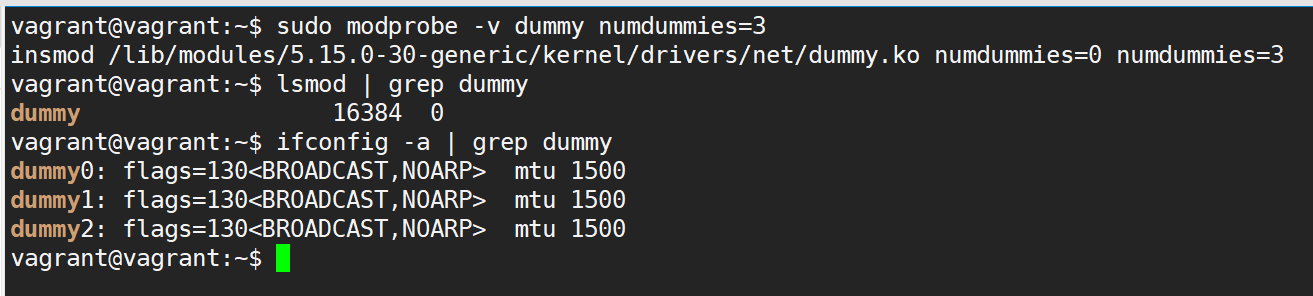 vagrant@vagrant:~$ sudo modprobe -v dummy numdummies=3
insmod /lib/modules/5.15.0-30-generic/kernel/drivers/net/dummy.ko numdummies=0 numdummies=3
vagrant@vagrant:~$ lsmod | grep dummy
dummy                  16384  0
vagrant@vagrant:~$ ifconfig -a | grep dummy
dummy0: flags=130<BROADCAST,NOARP>  mtu 1500
dummy1: flags=130<BROADCAST,NOARP>  mtu 1500
dummy2: flags=130<BROADCAST,NOARP>  mtu 1500
vagrant@vagrant:~$